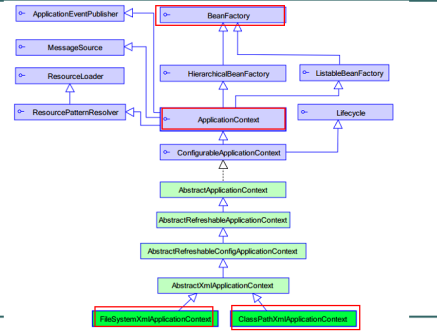 ApplicationEventPublisher
BeanFactory
MessageSource
ResourceLoader
HierarchicalBeanFactory
ListableBeanFactory
ResourcePatternResolver
ApplicationContext
Lifecycle
ConfigurableApplicationContext
AbstractApplicationContext
AbstractRefreshableApplicationContext
AbstractRefreshableConfigApplicationContext
AbstractXmlApplicationContext
FileSystemXmlApplicationContext
ClassPathXmlApplicationContext